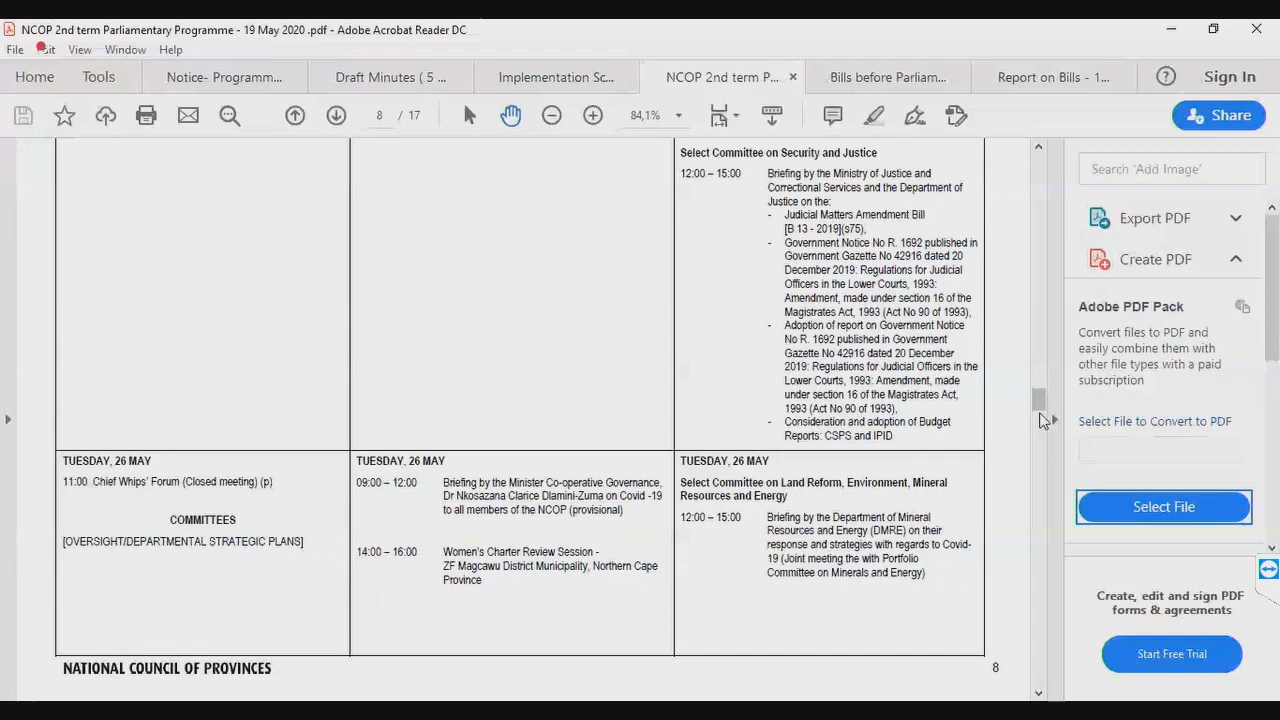 NCOP 2nd term Parliamentary Programme - 19 May 2020 .pdf - Adobe Acrobat Reader DC
File Edit View Window Help
Home Tools Notice- Programm... Draft Minutes ( 5 ... Implementation Sc... NCOP 2nd term P... × Bills before Parliam... Report on Bills - 1... Sign In
8 / 17 84,1% Share
Select Committee on Security and Justice
12:00 – 15:00 Briefing by the Ministry of Justice and
Correctional Services and the Department of
Justice on the:
- Judicial Matters Amendment Bill
[B 13 - 2019](s75),
- Government Notice No R. 1692 published in
Government Gazette No 42916 dated 20
December 2019: Regulations for Judicial
Officers in the Lower Courts, 1993:
Amendment, made under section 16 of the
Magistrates Act, 1993 (Act No 90 of 1993),
- Adoption of report on Government Notice
No R. 1692 published in Government
Gazette No 42916 dated 20 December
2019: Regulations for Judicial Officers in the
Lower Courts, 1993: Amendment, made
under section 16 of the Magistrates Act,
1993 (Act No 90 of 1993),
- Consideration and adoption of Budget
Reports: CSPS and IPID
TUESDAY, 26 MAY
11:00 Chief Whips' Forum (Closed meeting) (p)
COMMITTEES
[OVERSIGHT/DEPARTMENTAL STRATEGIC PLANS]
TUESDAY, 26 MAY
09:00 – 12:00 Briefing by the Minister Co-operative Governance,
Dr Nkosazana Clarice Dlamini-Zuma on Covid -19
to all members of the NCOP (provisional)
14:00 – 16:00 Women's Charter Review Session -
ZF Magcawu District Municipality, Northern Cape
Province
TUESDAY, 26 MAY
Select Committee on Land Reform, Environment, Mineral
Resources and Energy
12:00 – 15:00 Briefing by the Department of Mineral
Resources and Energy (DMRE) on their
response and strategies with regards to Covid-
19 (Joint meeting the with Portfolio
Committee on Minerals and Energy)
NATIONAL COUNCIL OF PROVINCES 8
Search 'Add Image'
Export PDF
Create PDF
Adobe PDF Pack
Convert files to PDF and
easily combine them with
other file types with a paid
subscription
Select File to Convert to PDF
Select File
Create, edit and sign PDF
forms & agreements
Start Free Trial